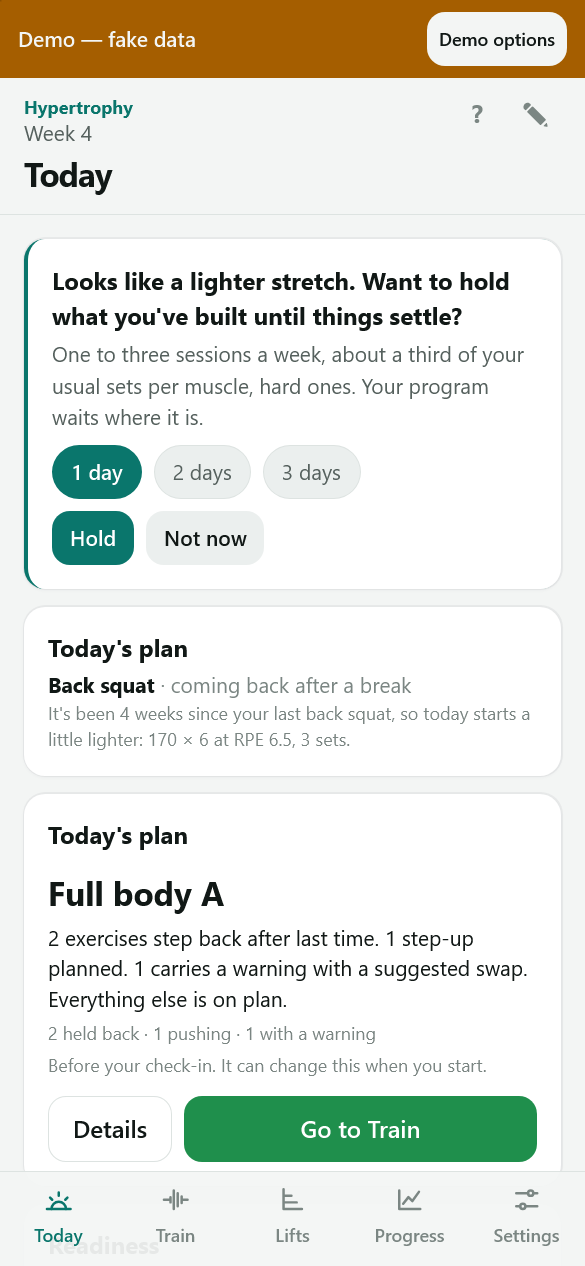 Demo — fake data
Demo options
Hypertrophy
Week 4
?
Today
Looks like a lighter stretch. Want to hold
what you've built until things settle?
One to three sessions a week, about a third of your
usual sets per muscle, hard ones. Your program
waits where it is.
1 day
2 days
3 days
Hold
Not now
Today's plan
Back squat · coming back after a break
It's been 4 weeks since your last back squat, so today starts a
little lighter: 170 × 6 at RPE 6.5, 3 sets.
Today's plan
Full body A
2 exercises step back after last time. 1 step-up
planned. 1 carries a warning with a suggested swap.
Everything else is on plan.
2 held back · 1 pushing · 1 with a warning
Before your check-in. It can change this when you start.
Details
Go to Train
Today
Train
Lifts
Progress
Settings
Readiness